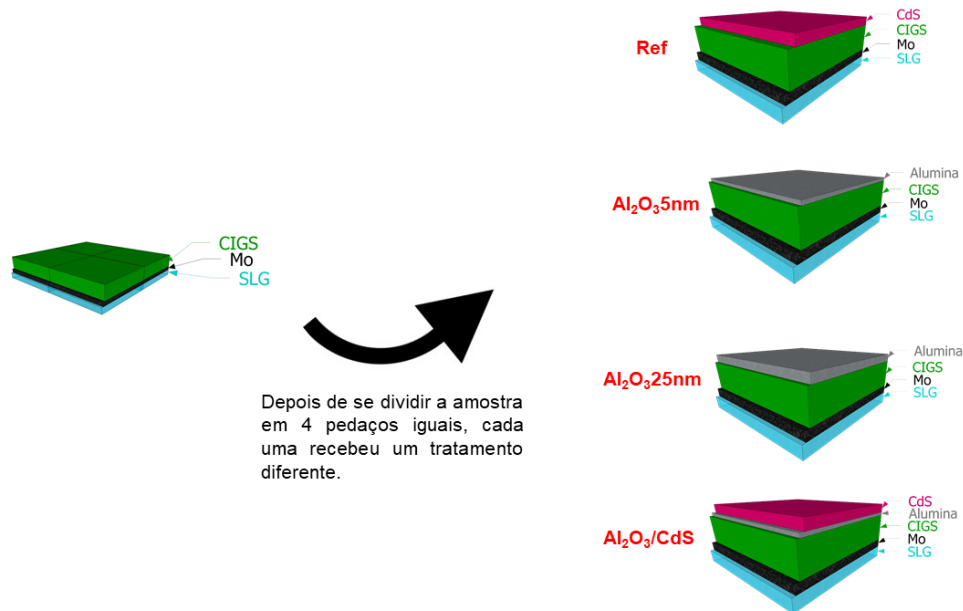 CIGS
Mo
SLG
Depois de se dividir a amostra
em 4 pedaços iguais, cada
uma recebeu um tratamento
diferente.
Ref
CdS
CIGS
Mo
SLG
Al₂O₃5nm
Alumina
CIGS
Mo
SLG
Al₂O₃25nm
Alumina
CIGS
Mo
SLG
Al₂O₃/CdS
CdS
Alumina
CIGS
Mo
SLG